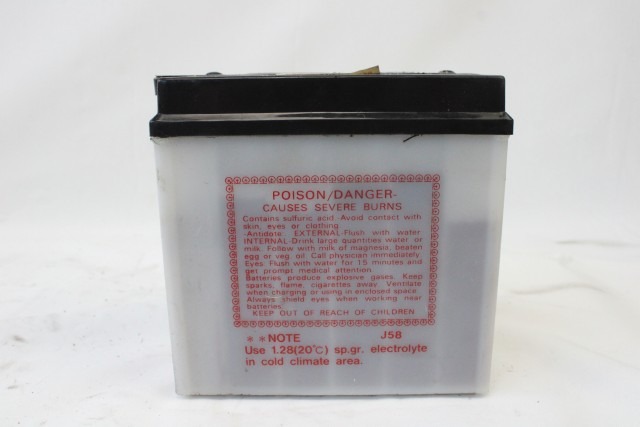 POISON/DANGER-
CAUSES SEVERE BURNS
Contains sulfuric acid. Avoid contact with
skin, eyes or clothing.
Antidote: EXTERNAL-Flush with water.
INTERNAL-Drink large quantities water or
milk. Follow with milk of magnesia, beaten
egg or veg. oil. Call physician immediately.
Eyes: Flush with water for 15 minutes and
get prompt medical attention.
Batteries produce explosive gases. Keep
sparks, flame, cigarettes away. Ventilate
when charging or using in enclosed space.
Always shield eyes when working near
batteries.
KEEP OUT OF REACH OF CHILDREN
**NOTE J58
Use 1.28(20℃) sp.gr. electrolyte
in cold climate area.